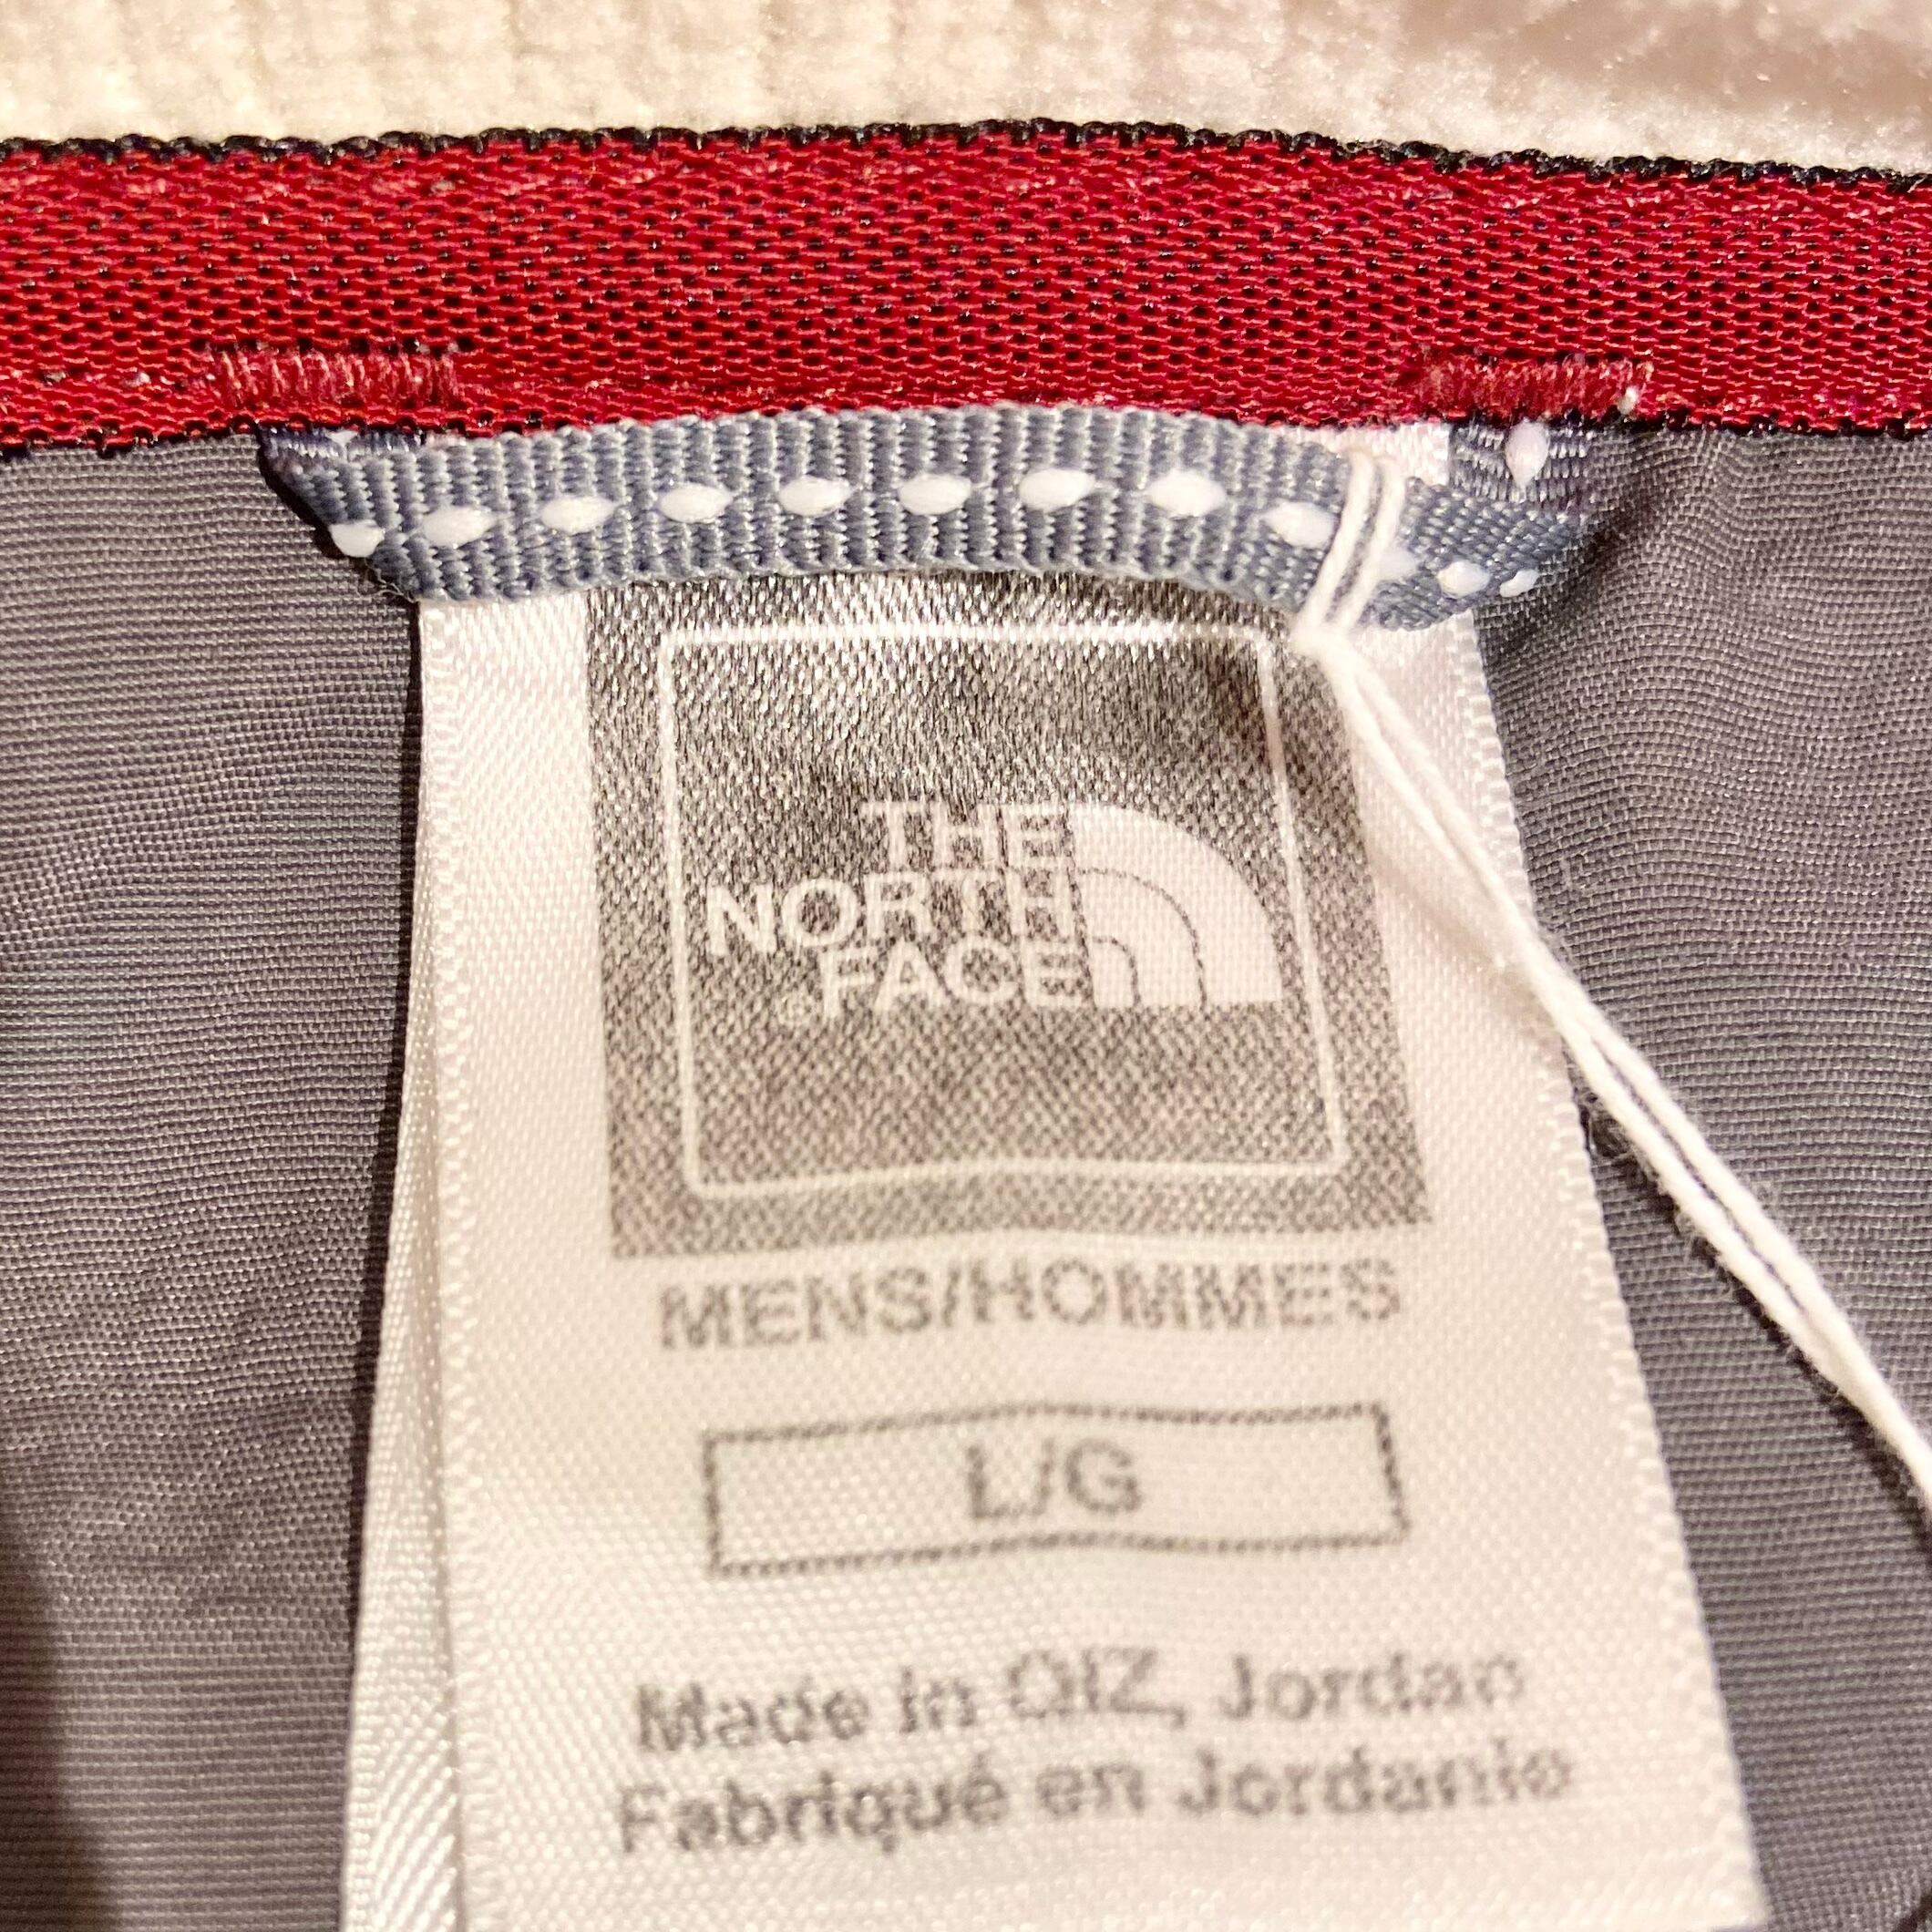 THE
NORTH
FACE
®
MENS/HOMMES
L/G
Made in QIZ, Jordan
Fabriqué en Jordanie